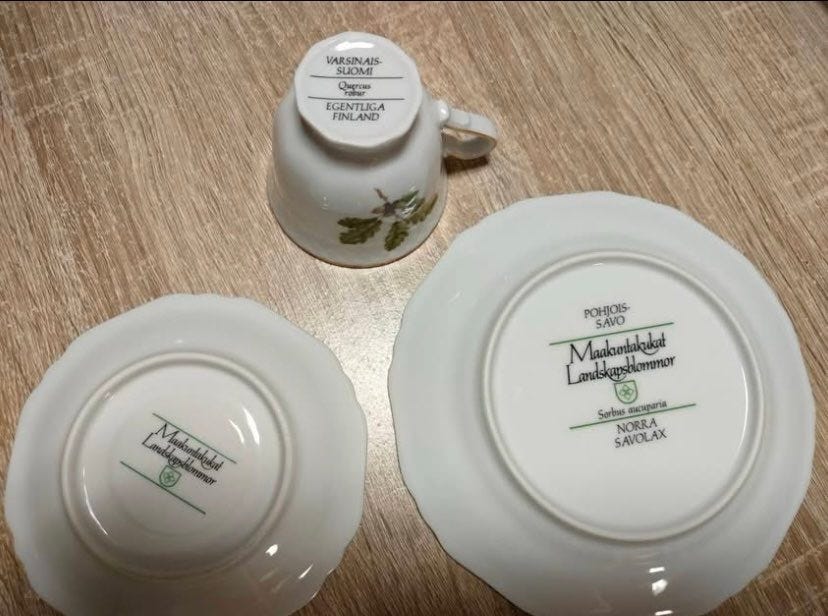 VARSINAIS-
SUOMI
Quercus
robur
EGENTLIGA
FINLAND
POHJOIS-
SAVO
Maakuntakukat
Landskapsblommor
Sorbus aucuparia
NORRA
SAVOLAX
Maakuntakukat
Landskapsblommor